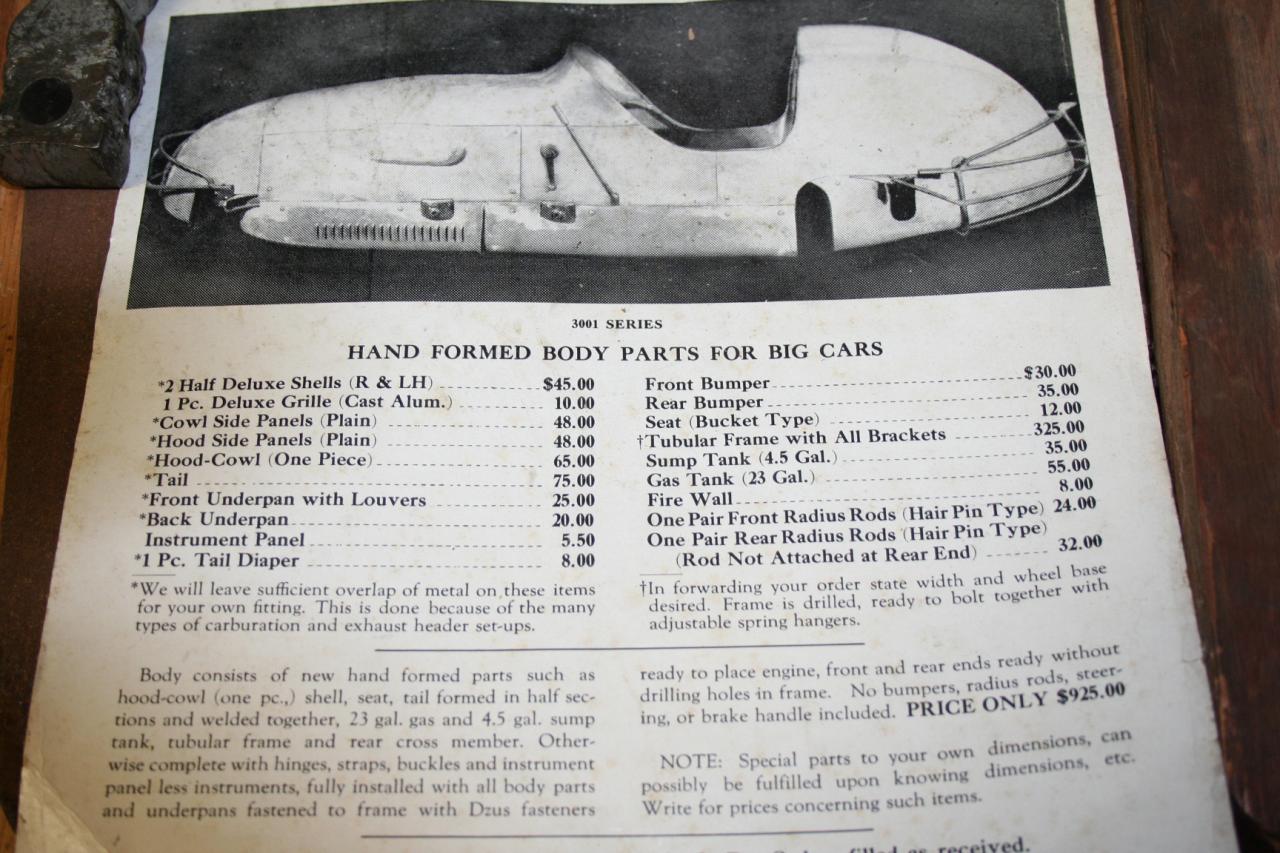 3001 SERIES
HAND FORMED BODY PARTS FOR BIG CARS
*2 Half Deluxe Shells (R & LH) $45.00
1 Pc. Deluxe Grille (Cast Alum.) 10.00
*Cowl Side Panels (Plain) 48.00
*Hood Side Panels (Plain) 48.00
*Hood-Cowl (One Piece) 65.00
*Tail 75.00
*Front Underpan with Louvers 25.00
*Back Underpan 20.00
Instrument Panel 5.50
*1 Pc. Tail Diaper 8.00
*We will leave sufficient overlap of metal on these items
for your own fitting. This is done because of the many
types of carburation and exhaust header set-ups.
Front Bumper $30.00
Rear Bumper 35.00
Seat (Bucket Type) 12.00
†Tubular Frame with All Brackets 325.00
Sump Tank (4.5 Gal.) 35.00
Gas Tank (23 Gal.) 55.00
Fire Wall 8.00
One Pair Front Radius Rods (Hair Pin Type) 24.00
One Pair Rear Radius Rods (Hair Pin Type)
(Rod Not Attached at Rear End) 32.00
†In forwarding your order state width and wheel base
desired. Frame is drilled, ready to bolt together with
adjustable spring hangers.
Body consists of new hand formed parts such as
hood-cowl (one pc.,) shell, seat, tail formed in half sec-
tions and welded together, 23 gal. gas and 4.5 gal. sump
tank, tubular frame and rear cross member. Other-
wise complete with hinges, straps, buckles and instrument
panel less instruments, fully installed with all body parts
and underpans fastened to frame with Dzus fasteners
ready to place engine, front and rear ends ready without
drilling holes in frame. No bumpers, radius rods, steer-
ing, or brake handle included. PRICE ONLY $925.00
NOTE: Special parts to your own dimensions, can
possibly be fulfilled upon knowing dimensions, etc.
Write for prices concerning such items.
filled as received.